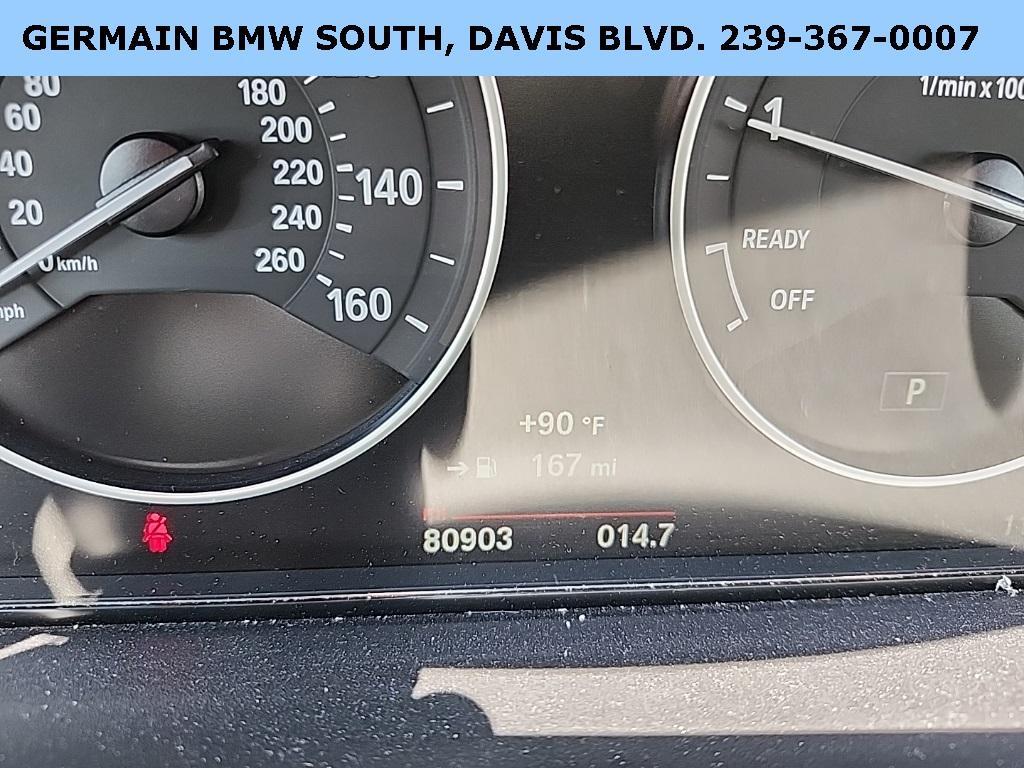 GERMAIN BMW SOUTH, DAVIS BLVD. 239-367-0007
80
60
40
20
0 km/h
mph
180
200
220
240
260
140
160
1/min x 100
1
READY
OFF
P
+90 °F
167 mi
80903 014.7